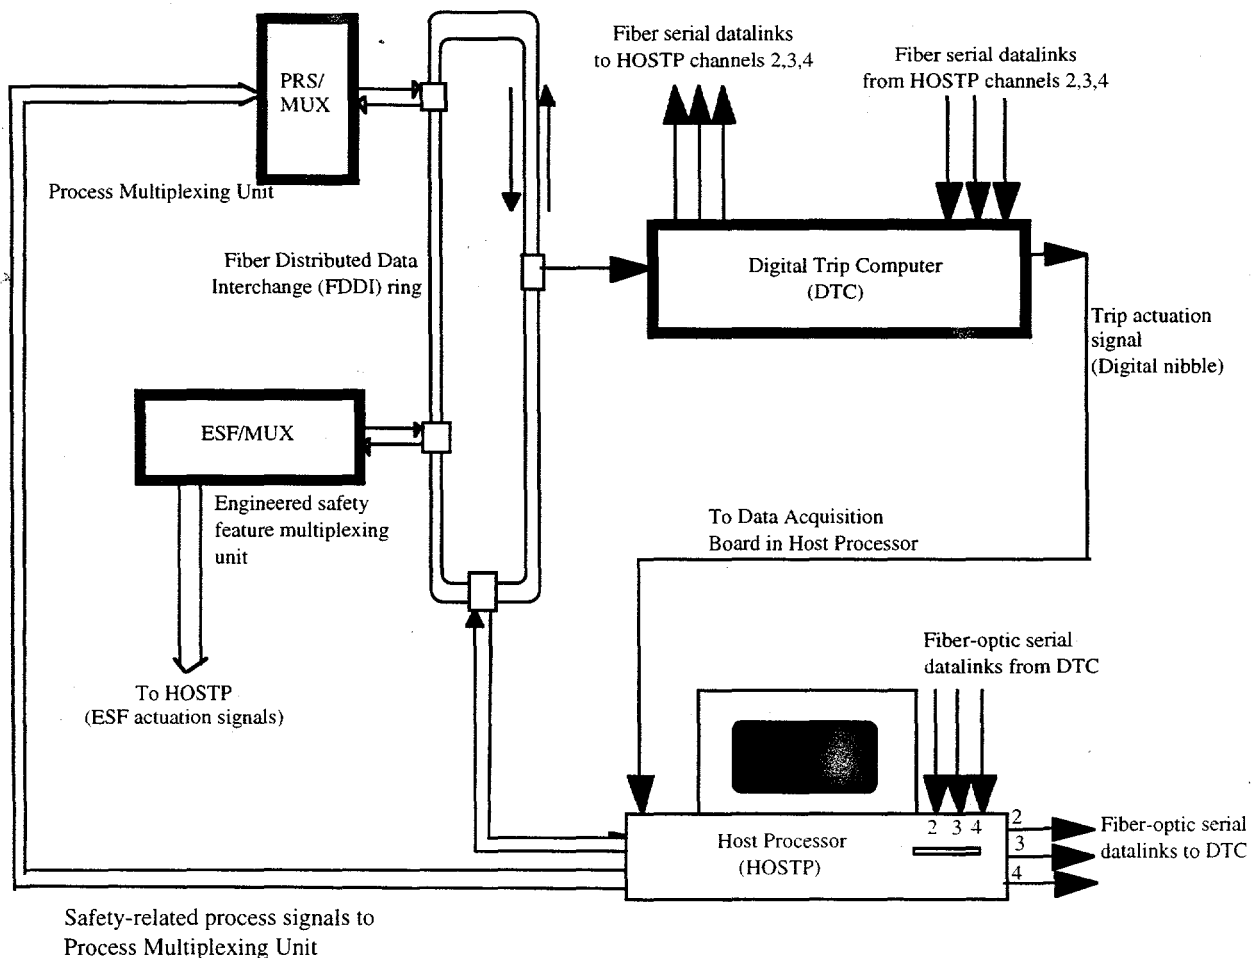 Fiber serial datalinks
to HOSTP channels 2,3,4
Fiber serial datalinks
from HOSTP channels 2,3,4
PRS/
MUX
Process Multiplexing Unit
Fiber Distributed Data
Interchange (FDDI) ring
Digital Trip Computer
(DTC)
Trip actuation
signal
(Digital nibble)
ESF/MUX
Engineered safety
feature multiplexing
unit
To Data Acquisition
Board in Host Processor
To HOSTP
(ESF actuation signals)
Fiber-optic serial
datalinks from DTC
2 3 4
Host Processor
(HOSTP)
2
3
4
Fiber-optic serial
datalinks to DTC
Safety-related process signals to
Process Multiplexing Unit